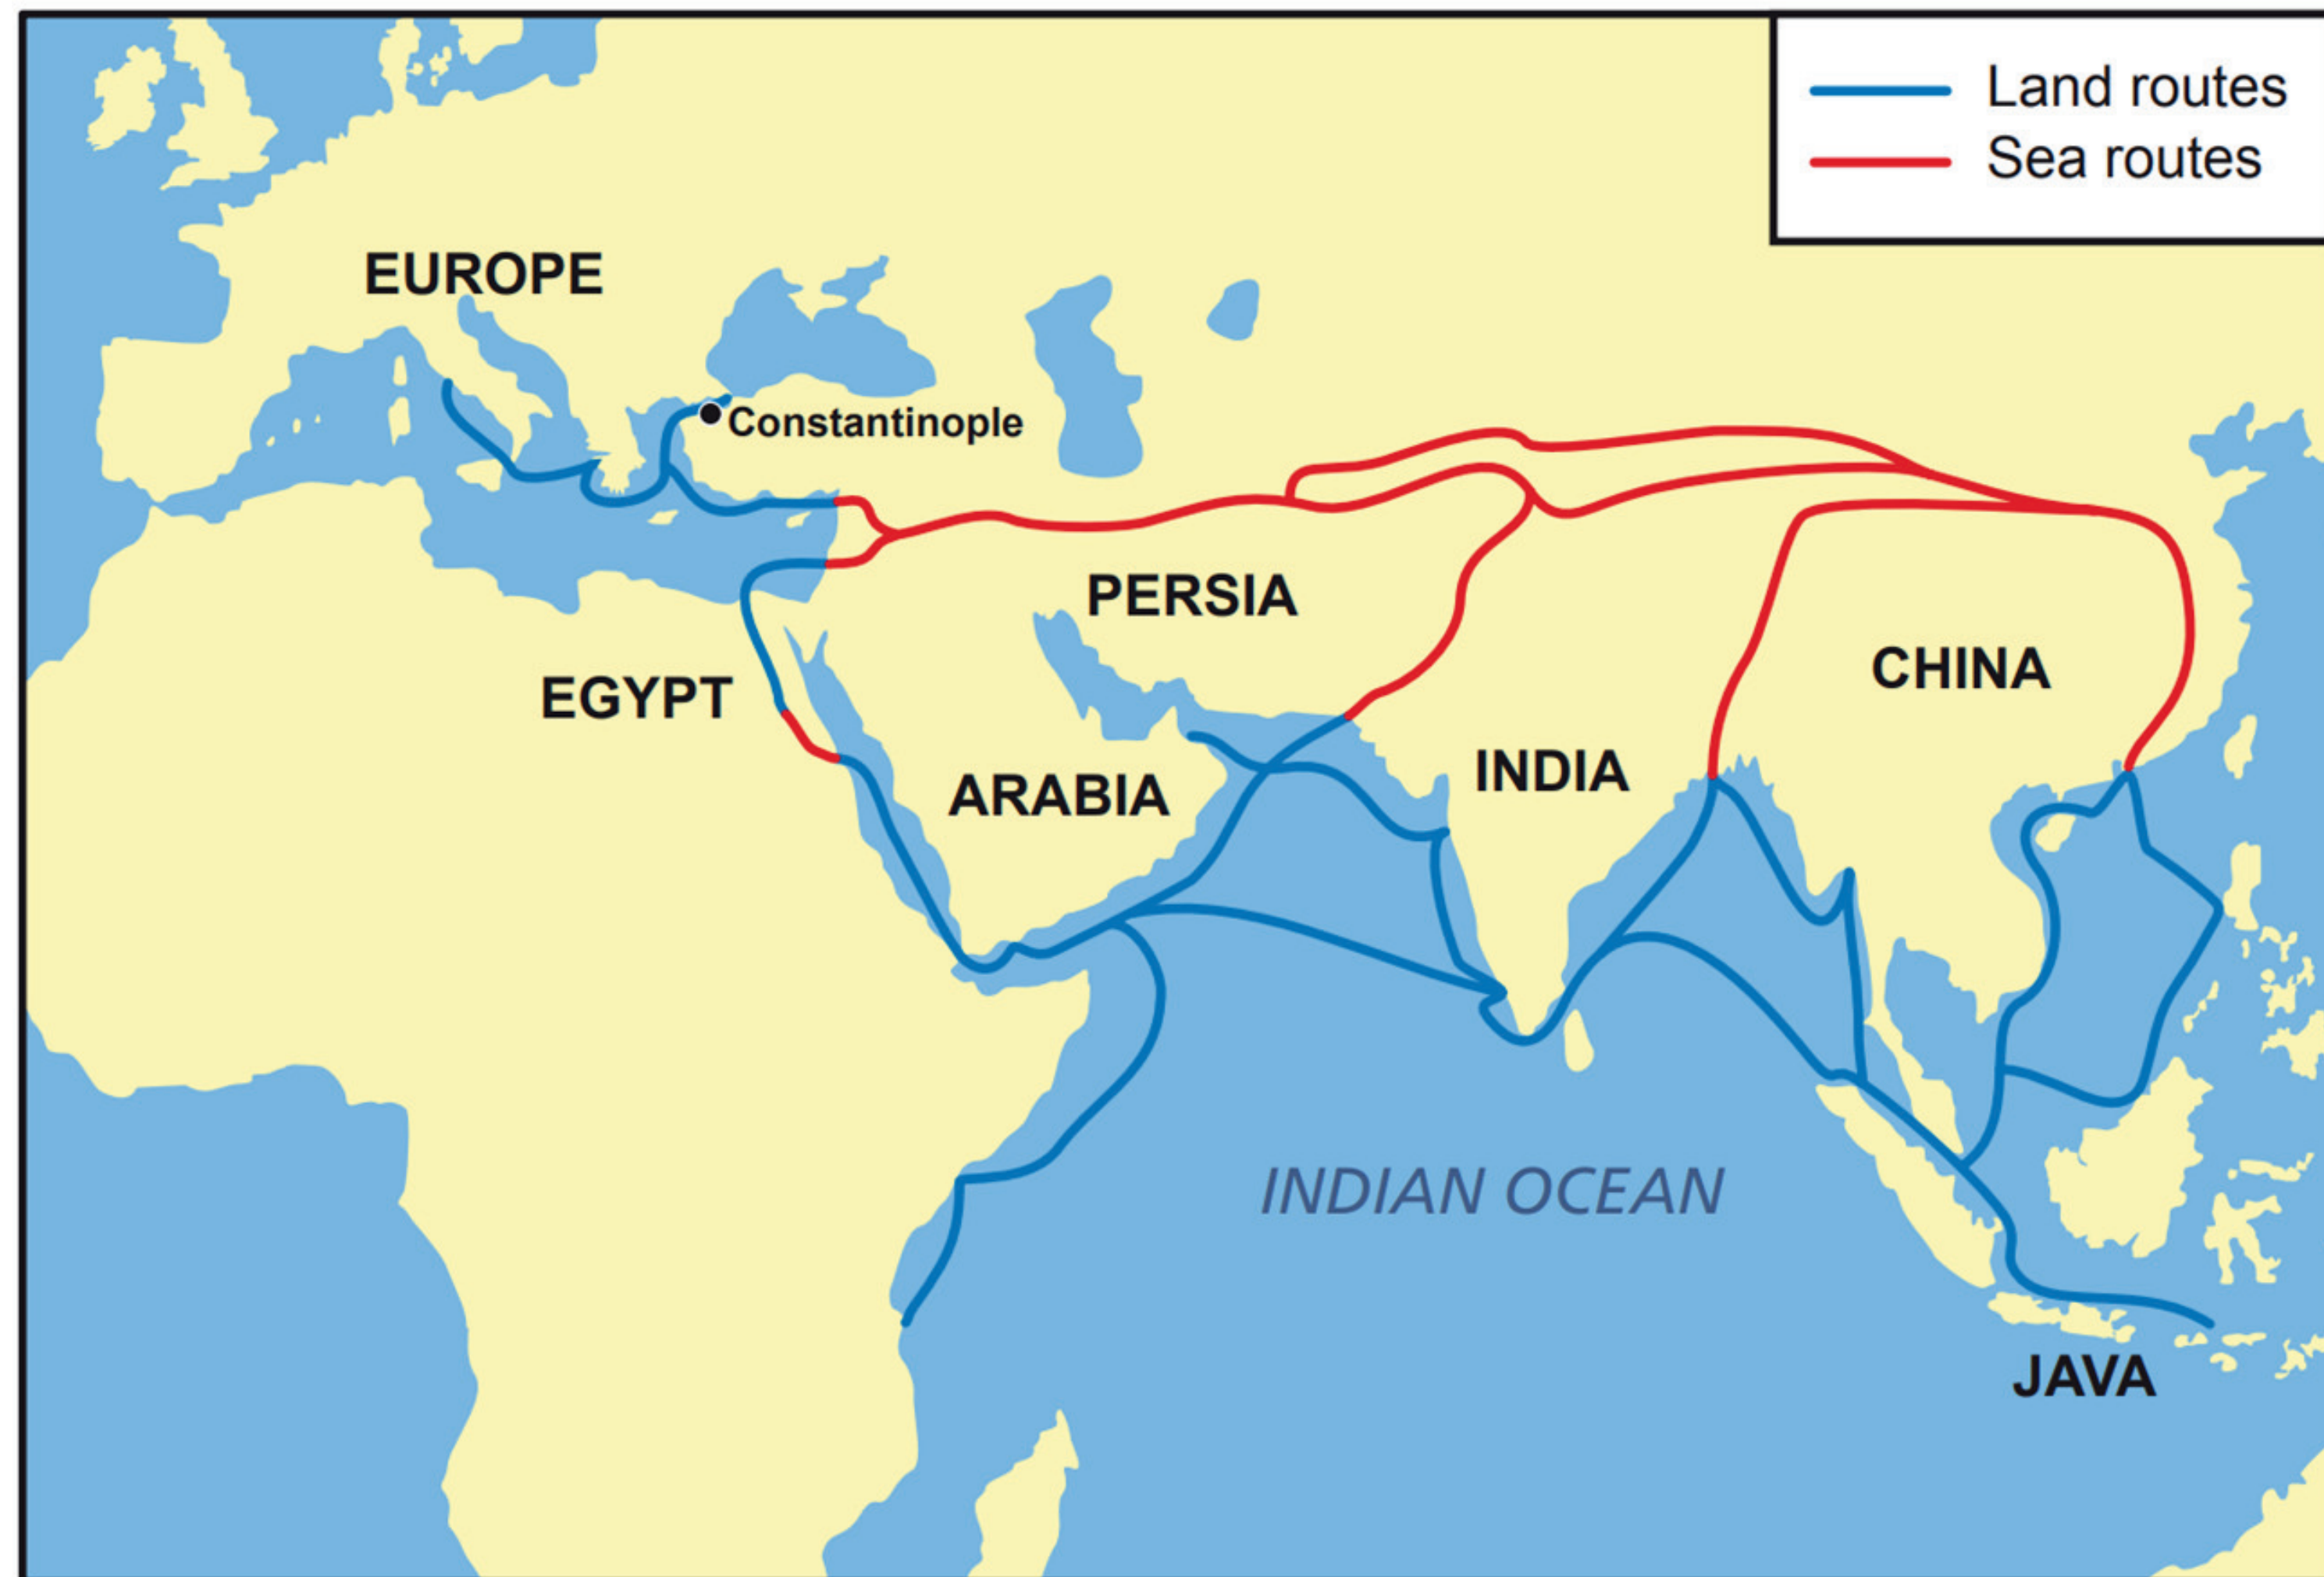 Land routes
Sea routes
EUROPE
Constantinople
PERSIA
EGYPT
CHINA
ARABIA
INDIA
INDIAN OCEAN
JAVA